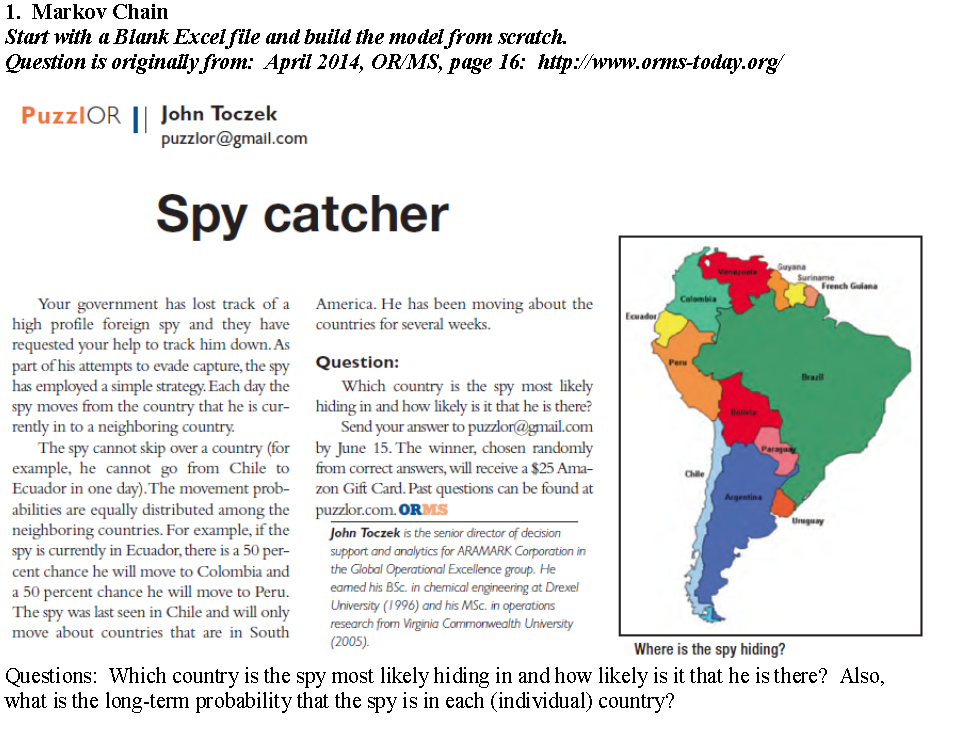 1. Markov Chain
Start with a Blank Excel file and build the model from scratch.
Question is originally from: April 2014, OR/MS, page 16: http://www.orms-today.org/
PuzzlOR
John Toczek
puzzlor@gmail.com
Spy catcher
Your government has lost track of a
high profile foreign spy and they have
requested your help to track him down. As
part of his attempts to evade capture, the spy
has employed a simple strategy. Each day the
spy moves from the country that he is cur-
rently in to a neighboring country.
The spy cannot skip over a country (for
example, he cannot go from Chile to
Ecuador in one day). The movement prob-
abilities are equally distributed among the
neighboring countries. For example, if the
spy is currently in Ecuador, there is a 50 per-
cent chance he will move to Colombia and
a 50 percent chance he will move to Peru.
The spy was last seen in Chile and will only
move about countries that are in South
America. He has been moving about the
countries for several weeks.
Question:
Which country is the spy most likely
hiding in and how likely is it that he is there?
Send your answer to puzzlor@gmail.com
by June 15. The winner, chosen randomly
from correct answers, will receive a $25 Ama-
zon Gift Card. Past questions can be found at
puzzlor.com. ORMS
John Toczek is the senior director of decision
support and analytics for ARAMARK Corporation in
the Global Operational Excellence group. He
earned his BSc. in chemical engineering at Drexel
University (1996) and his MSc. in operations
research from Virginia Commonwealth University
(2005).
Venezuela
Guyana
Suriname
French Guiana
Colombia
Ecuador
Peru
Brazil
Bolivia
Paraguay
Chile
Argentina
Uruguay
Where is the spy hiding?
Questions: Which country is the spy most likely hiding in and how likely is it that he is there? Also,
what is the long-term probability that the spy is in each (individual) country?